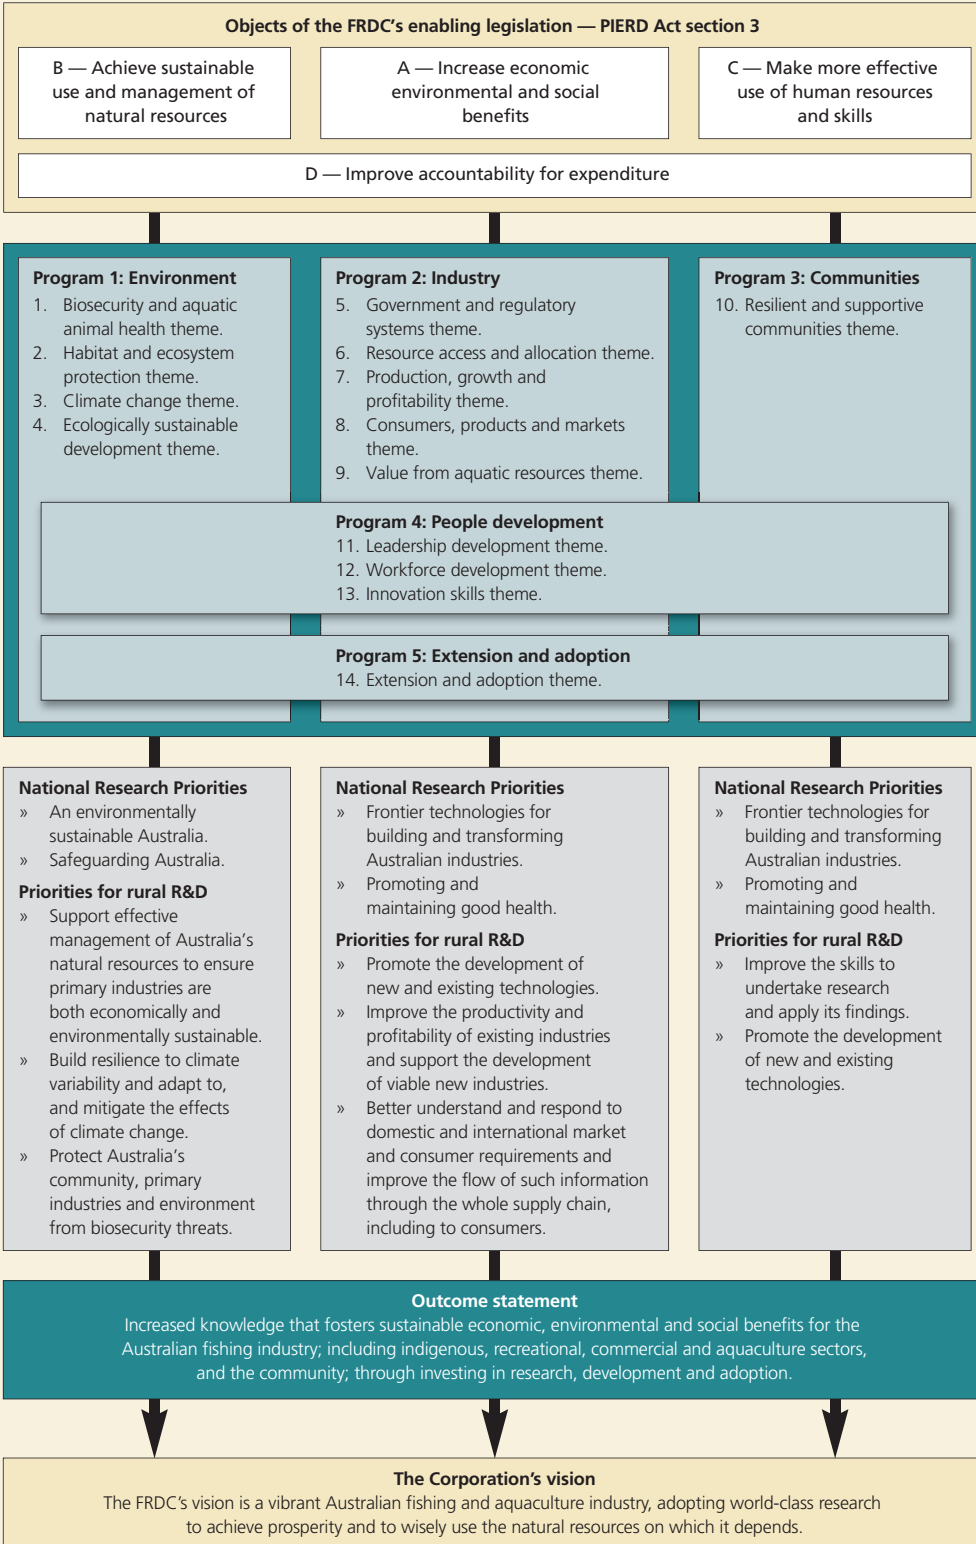 Objects of the FRDC's enabling legislation — PIERD Act section 3
B — Achieve sustainable
use and management of
natural resources
A — Increase economic
environmental and social
benefits
C — Make more effective
use of human resources
and skills
D — Improve accountability for expenditure
Program 1: Environment
1. Biosecurity and aquatic
animal health theme.
2. Habitat and ecosystem
protection theme.
3. Climate change theme.
4. Ecologically sustainable
development theme.
Program 2: Industry
5. Government and regulatory
systems theme.
6. Resource access and allocation theme.
7. Production, growth and
profitability theme.
8. Consumers, products and markets
theme.
9. Value from aquatic resources theme.
Program 3: Communities
10. Resilient and supportive
communities theme.
Program 4: People development
11. Leadership development theme.
12. Workforce development theme.
13. Innovation skills theme.
Program 5: Extension and adoption
14. Extension and adoption theme.
National Research Priorities
» An environmentally
sustainable Australia.
» Safeguarding Australia.
Priorities for rural R&D
» Support effective
management of Australia's
natural resources to ensure
primary industries are
both economically and
environmentally sustainable.
» Build resilience to climate
variability and adapt to,
and mitigate the effects
of climate change.
» Protect Australia's
community, primary
industries and environment
from biosecurity threats.
National Research Priorities
» Frontier technologies for
building and transforming
Australian industries.
» Promoting and
maintaining good health.
Priorities for rural R&D
» Promote the development of
new and existing technologies.
» Improve the productivity and
profitability of existing industries
and support the development
of viable new industries.
» Better understand and respond to
domestic and international market
and consumer requirements and
improve the flow of such information
through the whole supply chain,
including to consumers.
National Research Priorities
» Frontier technologies for
building and transforming
Australian industries.
» Promoting and
maintaining good health.
Priorities for rural R&D
» Improve the skills to
undertake research
and apply its findings.
» Promote the development
of new and existing
technologies.
Outcome statement
Increased knowledge that fosters sustainable economic, environmental and social benefits for the
Australian fishing industry; including indigenous, recreational, commercial and aquaculture sectors,
and the community; through investing in research, development and adoption.
The Corporation's vision
The FRDC's vision is a vibrant Australian fishing and aquaculture industry, adopting world-class research
to achieve prosperity and to wisely use the natural resources on which it depends.